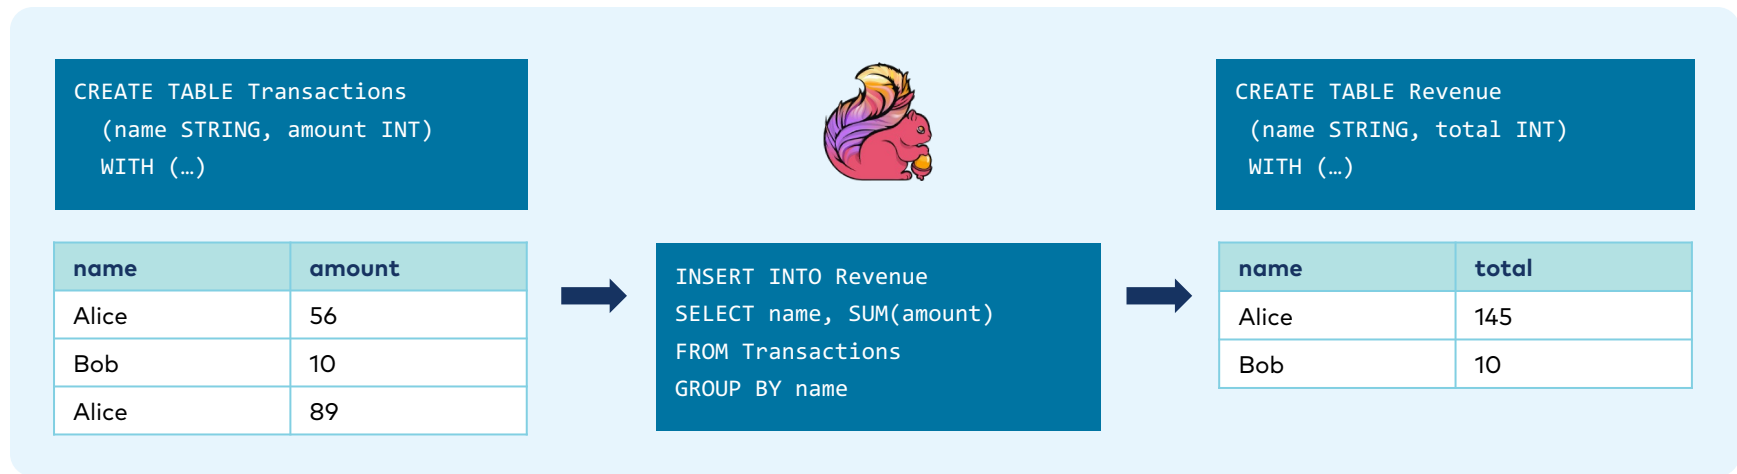 CREATE TABLE Transactions
(name STRING, amount INT)
WITH (…)
name amount
Alice 56
Bob 10
Alice 89
INSERT INTO Revenue
SELECT name, SUM(amount)
FROM Transactions
GROUP BY name
CREATE TABLE Revenue
(name STRING, total INT)
WITH (…)
name total
Alice 145
Bob 10